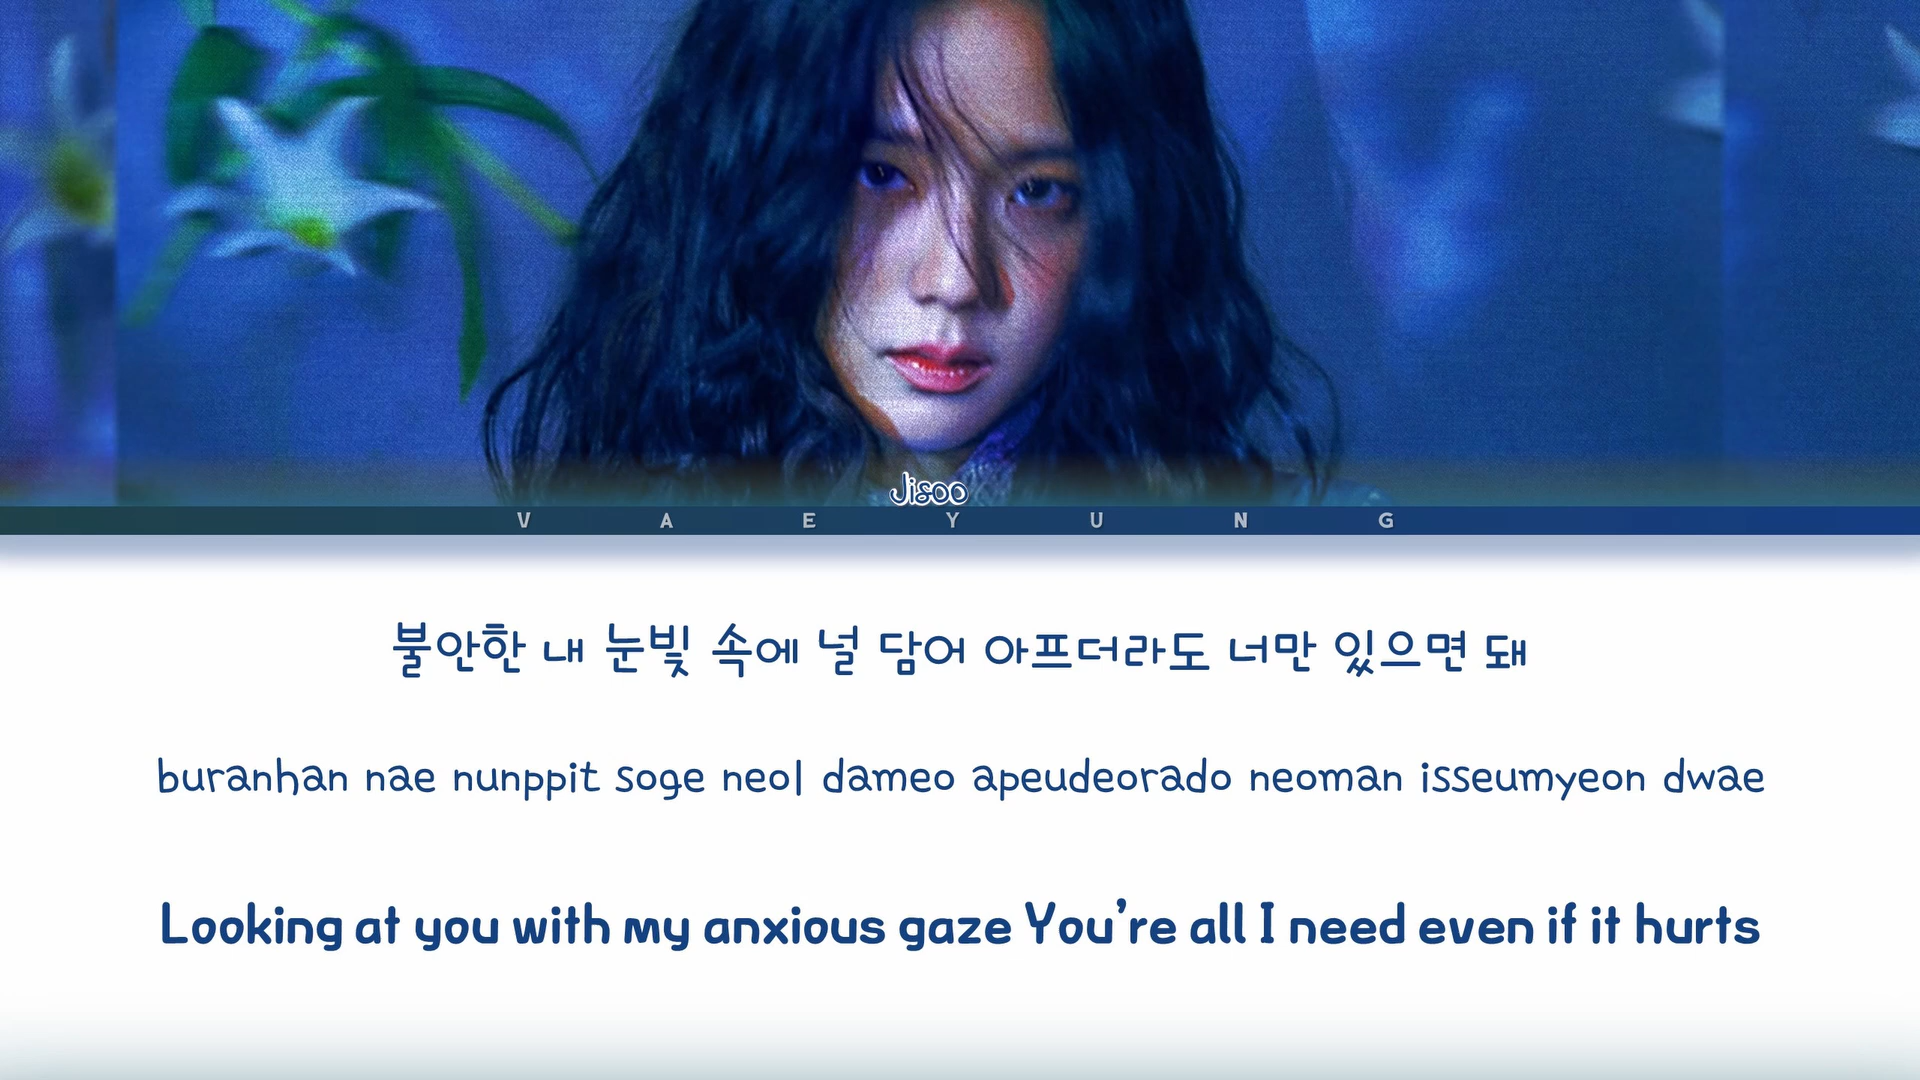 Jisoo
VAEYUNG
불안한 내 눈빛 속에 널 담어 아프더라도 너만 있으면 돼
buranhan nae nunppit soge neol dameo apeudeorado neoman isseumyeon dwae
Looking at you with my anxious gaze You're all I need even if it hurts